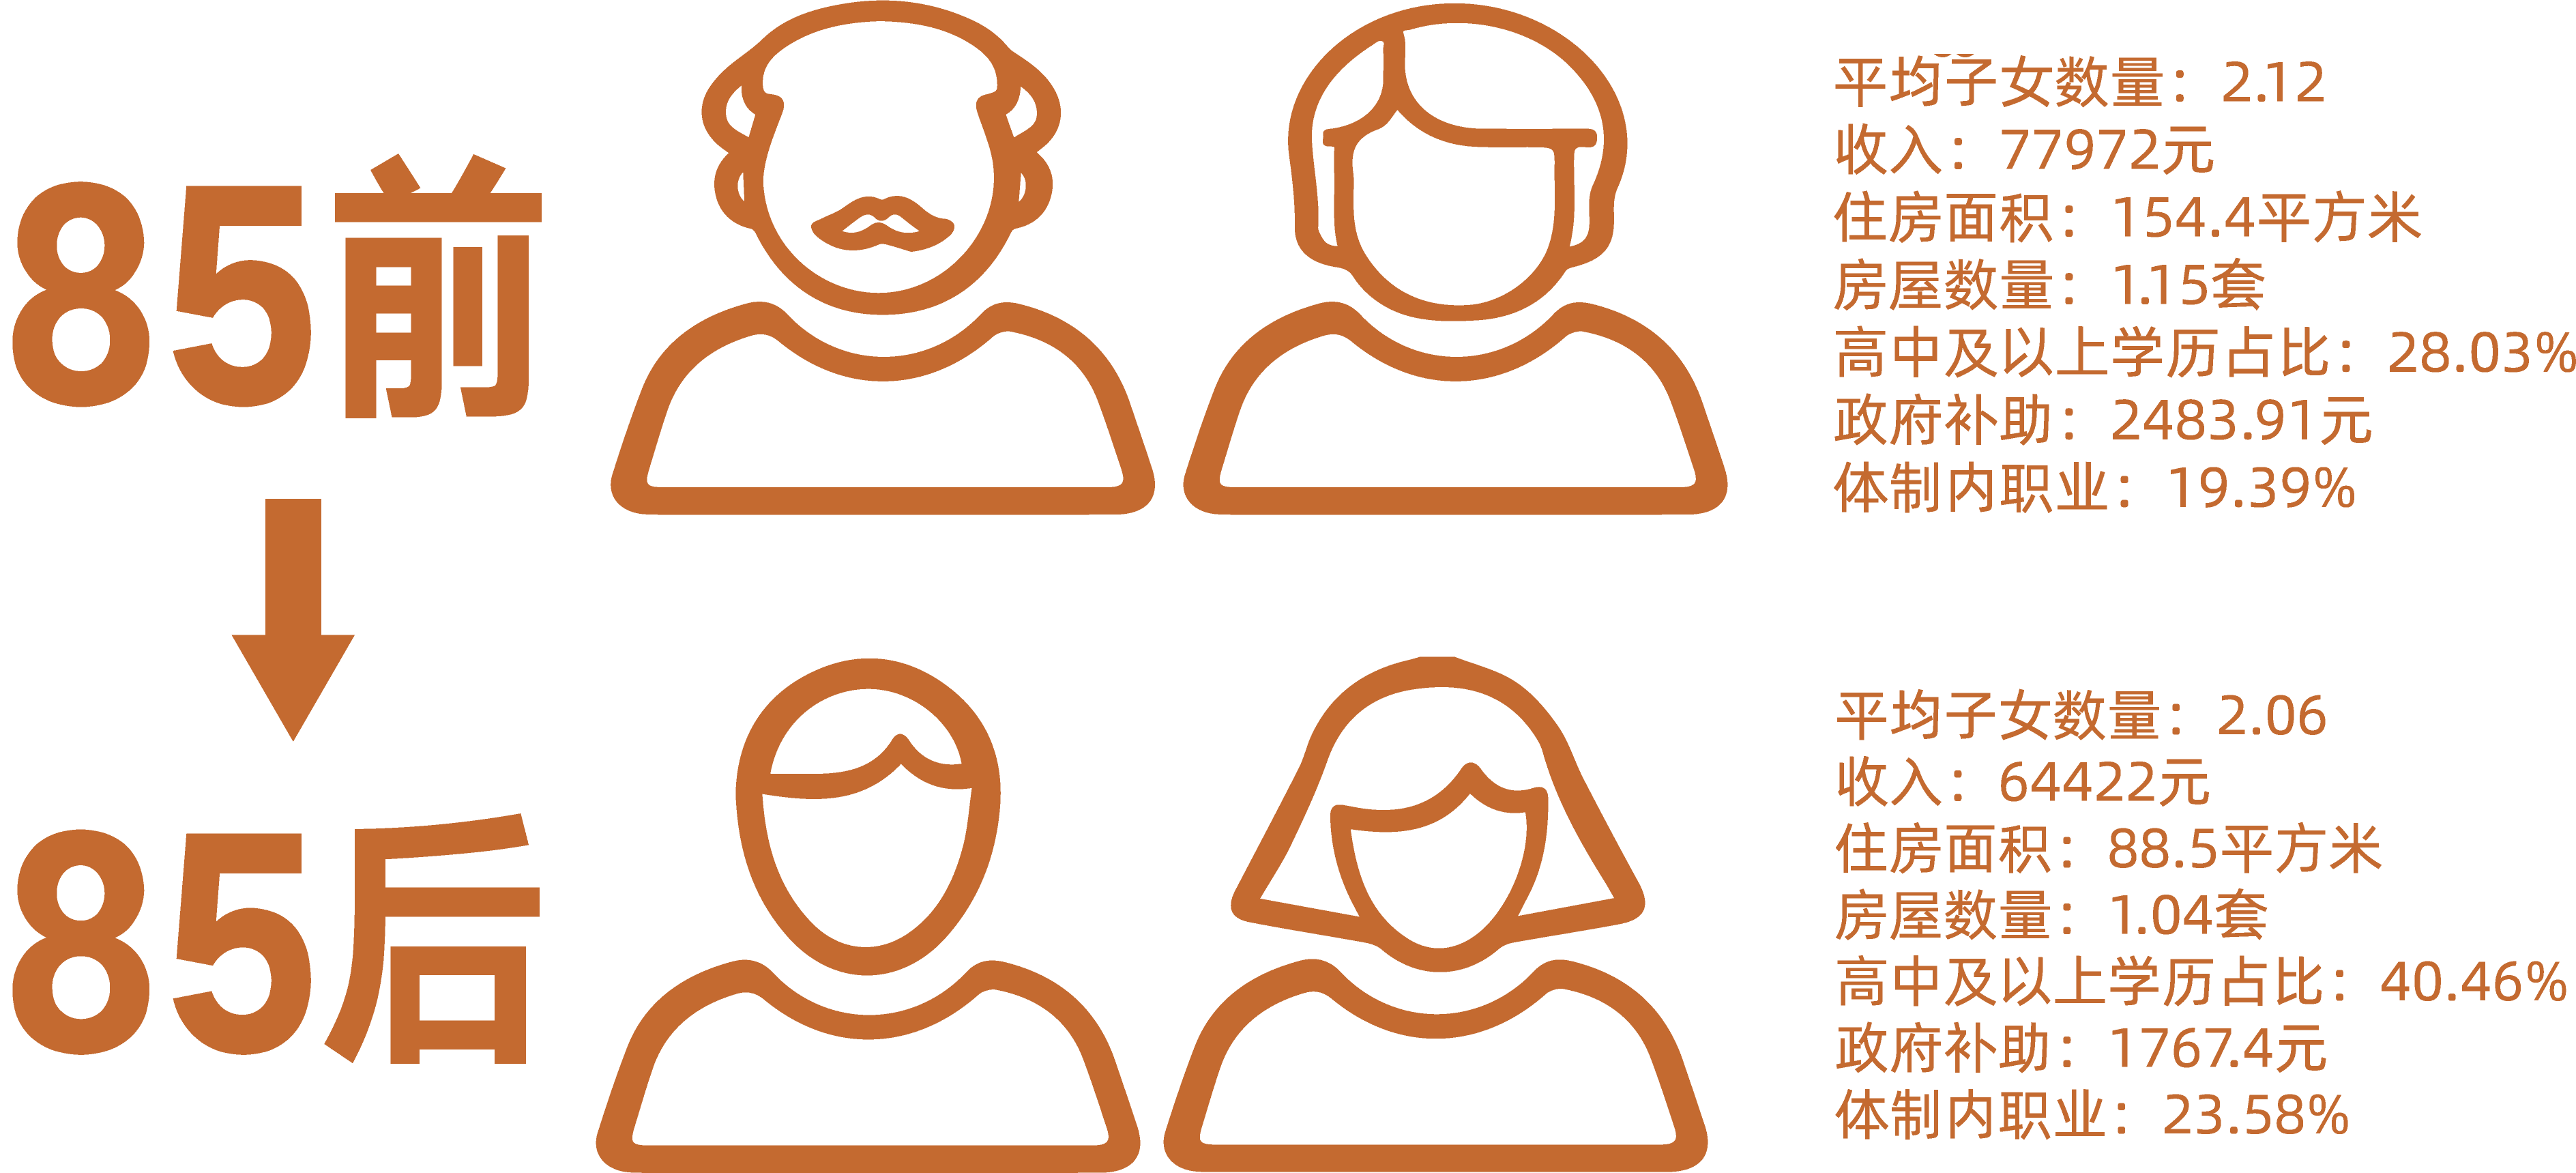 85前
平均子女数量：2.12
收入：77972元
住房面积：154.4平方米
房屋数量：1.15套
高中及以上学历占比：28.03%
政府补助：2483.91元
体制内职业：19.39%
85后
平均子女数量：2.06
收入：64422元
住房面积：88.5平方米
房屋数量：1.04套
高中及以上学历占比：40.46%
政府补助：1767.4元
体制内职业：23.58%